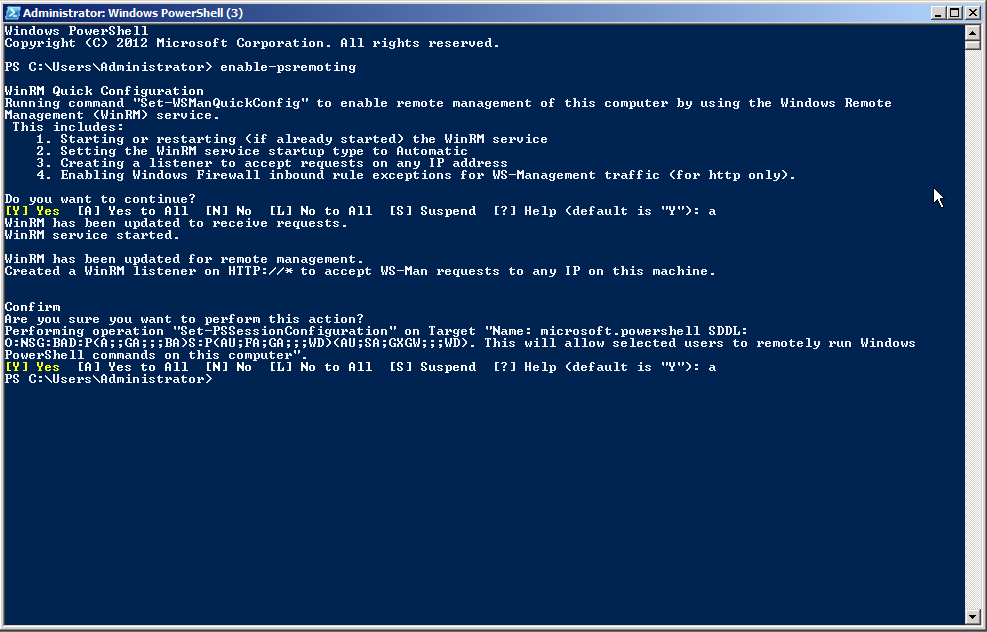 Administrator: Windows PowerShell (3)
Windows PowerShell
Copyright (C) 2012 Microsoft Corporation. All rights reserved.
PS C:\Users\Administrator> enable-psremoting
WinRM Quick Configuration
Running command "Set-WSManQuickConfig" to enable remote management of this computer by using the Windows Remote
Management (WinRM) service.
 This includes:
    1. Starting or restarting (if already started) the WinRM service
    2. Setting the WinRM service startup type to Automatic
    3. Creating a listener to accept requests on any IP address
    4. Enabling Windows Firewall inbound rule exceptions for WS-Management traffic (for http only).
Do you want to continue?
[Y] Yes  [A] Yes to All  [N] No  [L] No to All  [S] Suspend  [?] Help (default is "Y"): a
WinRM has been updated to receive requests.
WinRM service started.
WinRM has been updated for remote management.
Created a WinRM listener on HTTP://* to accept WS-Man requests to any IP on this machine.
Confirm
Are you sure you want to perform this action?
Performing operation "Set-PSSessionConfiguration" on Target "Name: microsoft.powershell SDDL:
O:NSG:BAD:P(A;;GA;;;BA)S:P(AU;FA;GA;;;WD)(AU;SA;GXGW;;;WD). This will allow selected users to remotely run Windows
PowerShell commands on this computer".
[Y] Yes  [A] Yes to All  [N] No  [L] No to All  [S] Suspend  [?] Help (default is "Y"): a
PS C:\Users\Administrator>